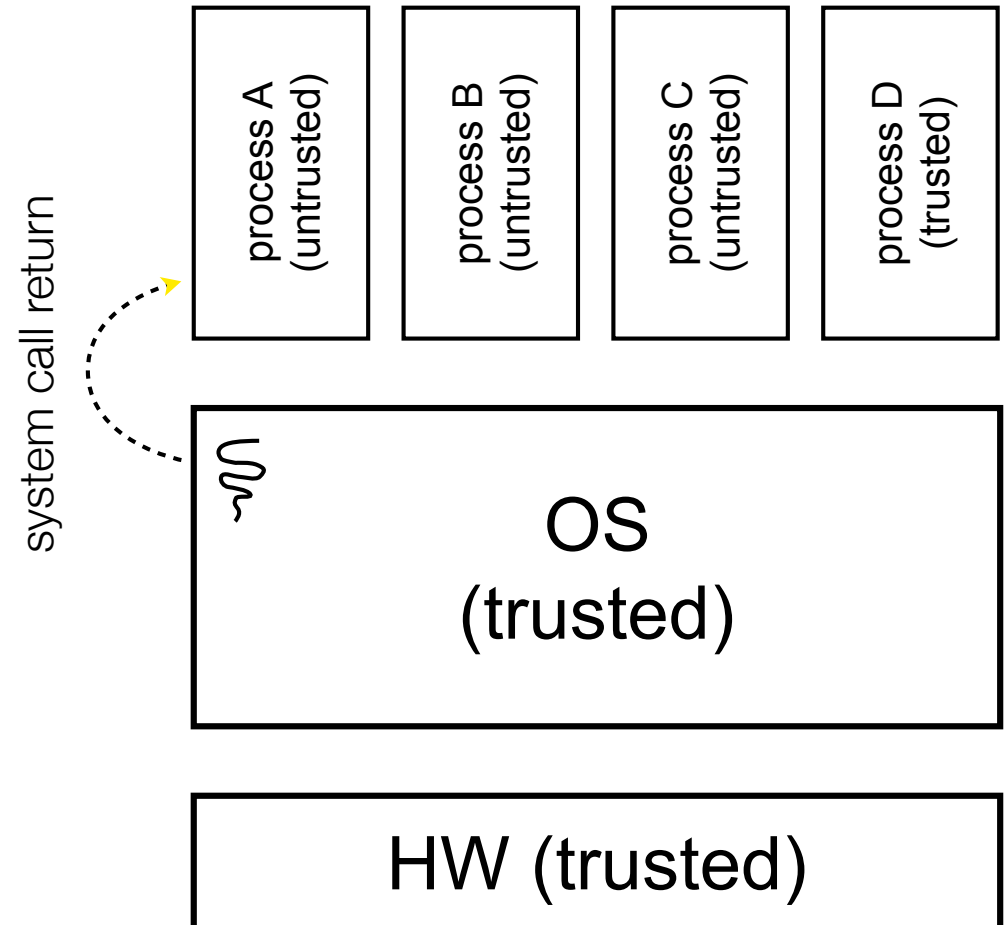 process A
(untrusted)
process B
(untrusted)
process C
(untrusted)
process D
(trusted)
system call return
OS
(trusted)
HW (trusted)